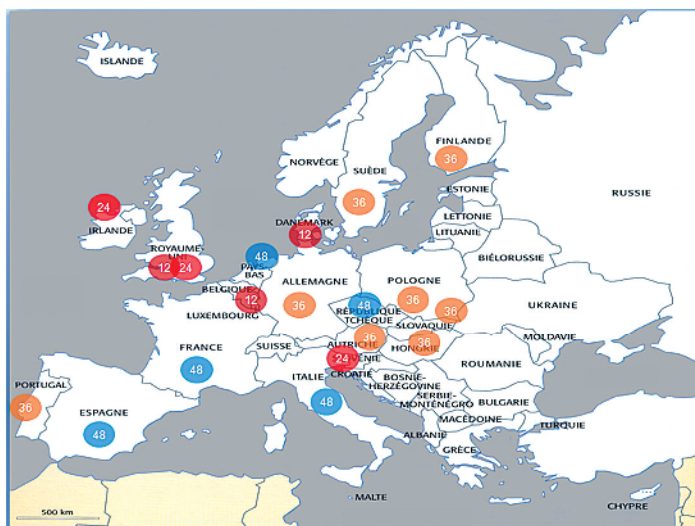 ISLANDE
FINLANDE
36
NORVÈGE
SUÈDE
36
ESTONIE
RUSSIE
LETTONIE
LITUANIE
24
IRLANDE
DANEMARK
12
ROYAUME-
UNI
12
24
48
PAYS-
BAS
BIÉLORUSSIE
ALLEMAGNE
36
POLOGNE
36
BELGIQUE
12
LUXEMBOURG
48
RÉPUBLIQUE
TCHÈQUE
36
SLOVAQUIE
UKRAINE
FRANCE
48
SUISSE
36
AUTRICHE
36
HONGRIE
MOLDAVIE
24
SLOVÉNIE
CROATIE
ROUMANIE
ITALIE
48
BOSNIE-
HERZÉGOVINE
SERBIE-
MONTÉNÉGRO
BULGARIE
MACÉDOINE
ALBANIE
GRÈCE
TURQUIE
PORTUGAL
36
ESPAGNE
48
MALTE
CHYPRE
500 km